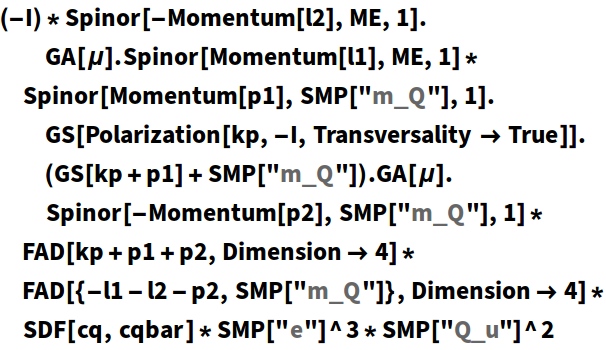 (−I) * Spinor[−Momentum[l2], ME, 1].
GA[μ].Spinor[Momentum[l1], ME, 1] *
Spinor[Momentum[p1], SMP["m_Q"], 1].
GS[Polarization[kp, −I, Transversality → True]].
(GS[kp + p1] + SMP["m_Q"]).GA[μ].
Spinor[−Momentum[p2], SMP["m_Q"], 1] *
FAD[kp + p1 + p2, Dimension → 4] *
FAD[{−l1 − l2 − p2, SMP["m_Q"]}, Dimension → 4] *
SDF[cq, cqbar] * SMP["e"] ^ 3 * SMP["Q_u"] ^ 2